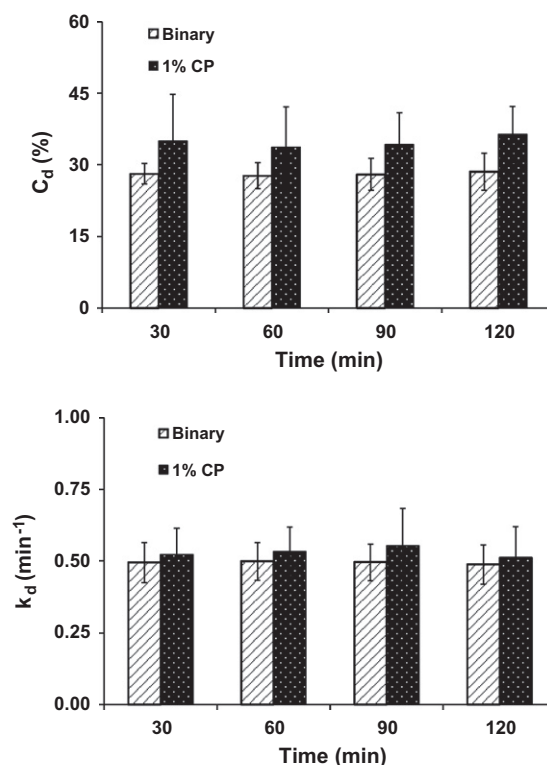 60
Binary
1% CP
45
30
15
0
C_d (%)
30 60 90 120
Time (min)
1.00
Binary
1% CP
0.75
0.50
0.25
0.00
k_d (min⁻¹)
30 60 90 120
Time (min)